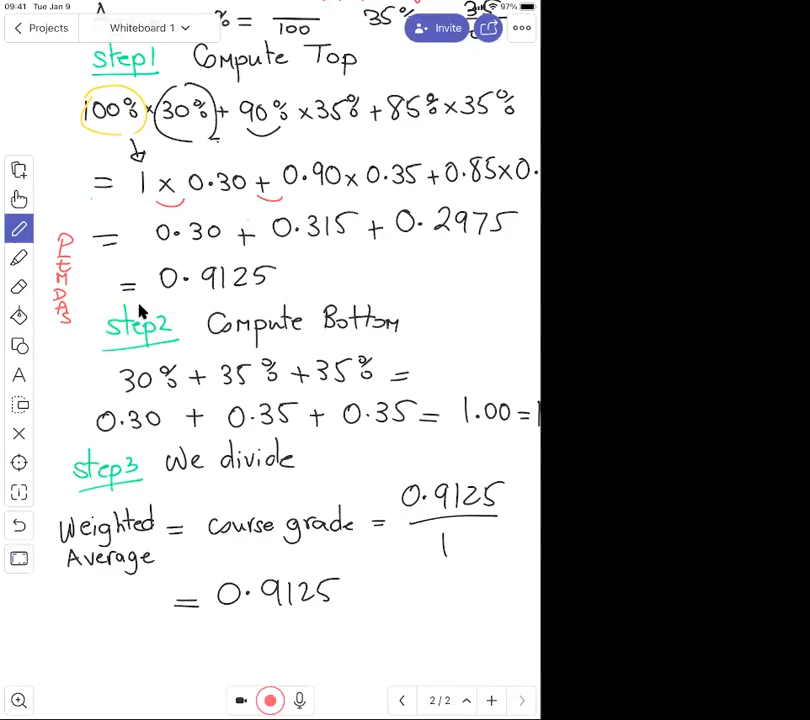 09:41 Tue Jan 9
97%
Projects
Whiteboard 1
Invite
% = 100 35%
step1 Compute Top
100% × 30% + 90% × 35% + 85% × 35%
= 1 × 0.30 + 0.90 × 0.35 + 0.85 × 0.
= 0.30 + 0.315 + 0.2975
PEMDAS
= 0.9125
step2 Compute Bottom
30% + 35% + 35% =
0.30 + 0.35 + 0.35 = 1.00 = 1
step3 We divide
Weighted Average = course grade = 0.9125 / 1
= 0.9125
2/2